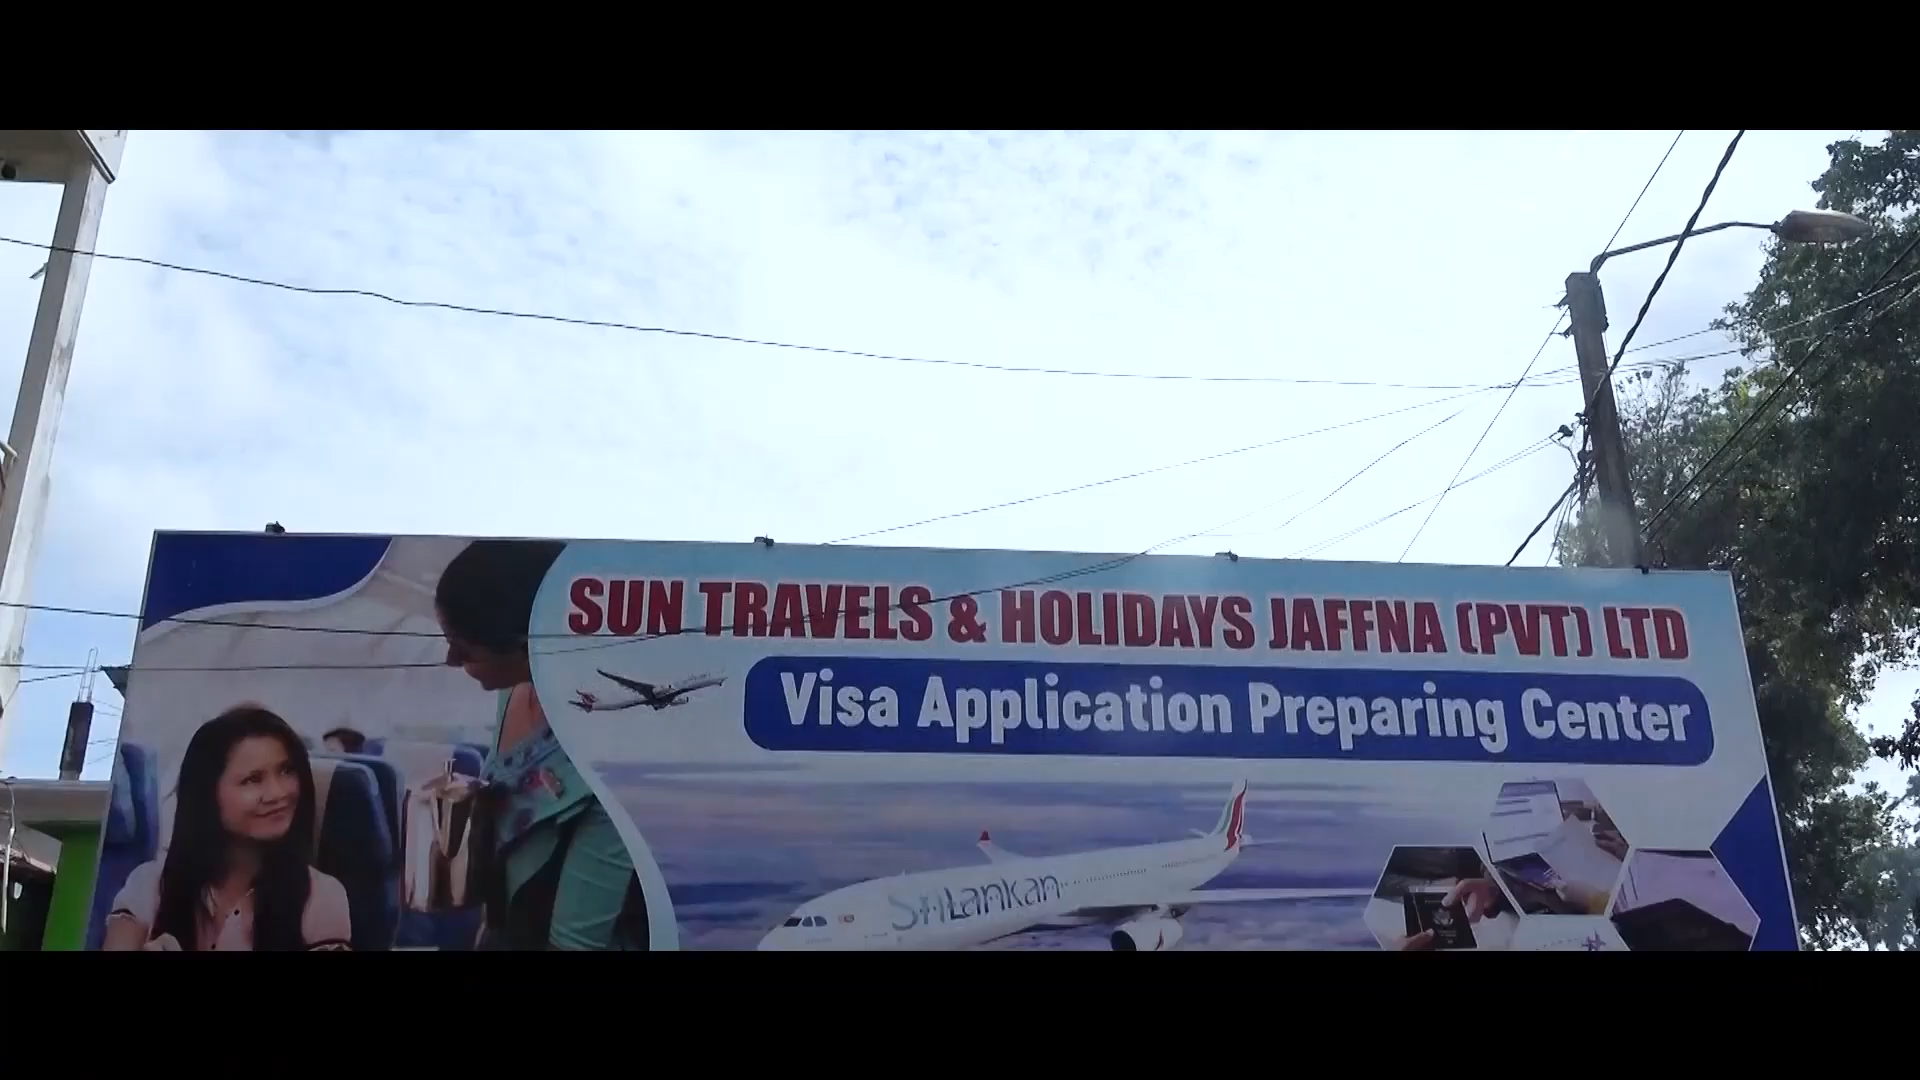 SUN TRAVELS & HOLIDAYS JAFFNA (PVT) LTD
Visa Application Preparing Center
SriLankan